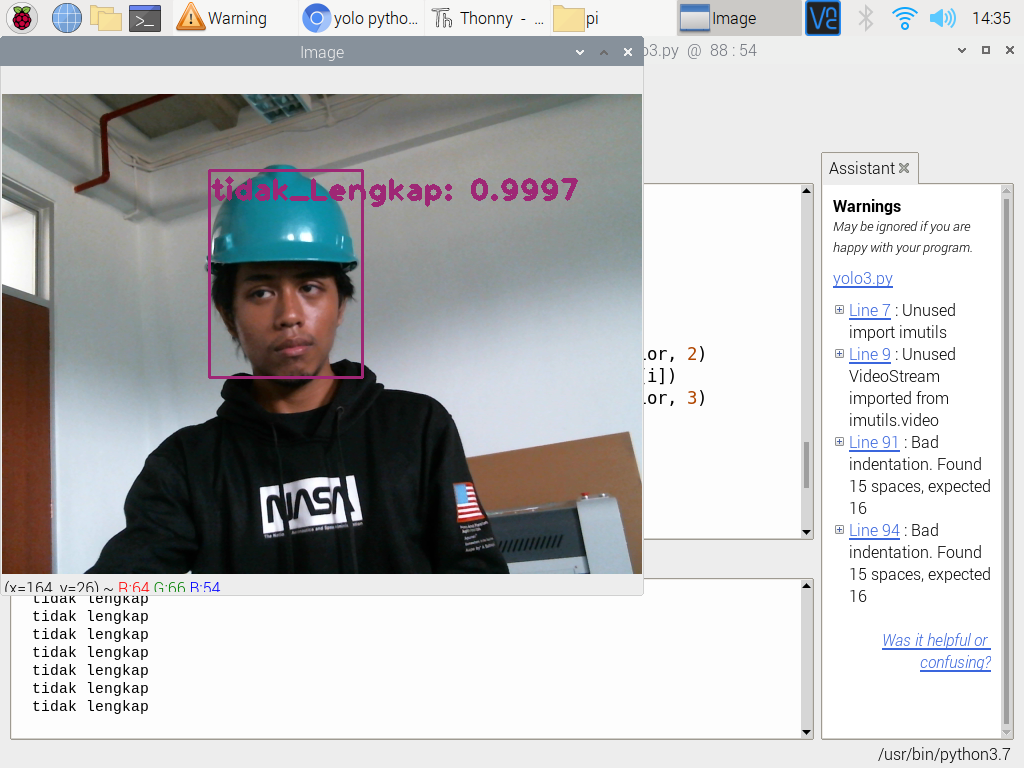 Warning
yolo pytho...
Thonny - ...
pi
Image
14:35
Image
o3.py @ 88 : 54
tidak_Lengkap: 0.9997
NASA
(x=164, y=26) ~ R:64 G:66 B:54
lor, 2)
[i])
lor, 3)
tidak lengkap
tidak lengkap
tidak lengkap
tidak lengkap
tidak lengkap
tidak lengkap
tidak lengkap
Assistant
Warnings
May be ignored if you are
happy with your program.
yolo3.py
Line 7 : Unused
import imutils
Line 9 : Unused
VideoStream
imported from
imutils.video
Line 91 : Bad
indentation. Found
15 spaces, expected
16
Line 94 : Bad
indentation. Found
15 spaces, expected
16
Was it helpful or
confusing?
/usr/bin/python3.7